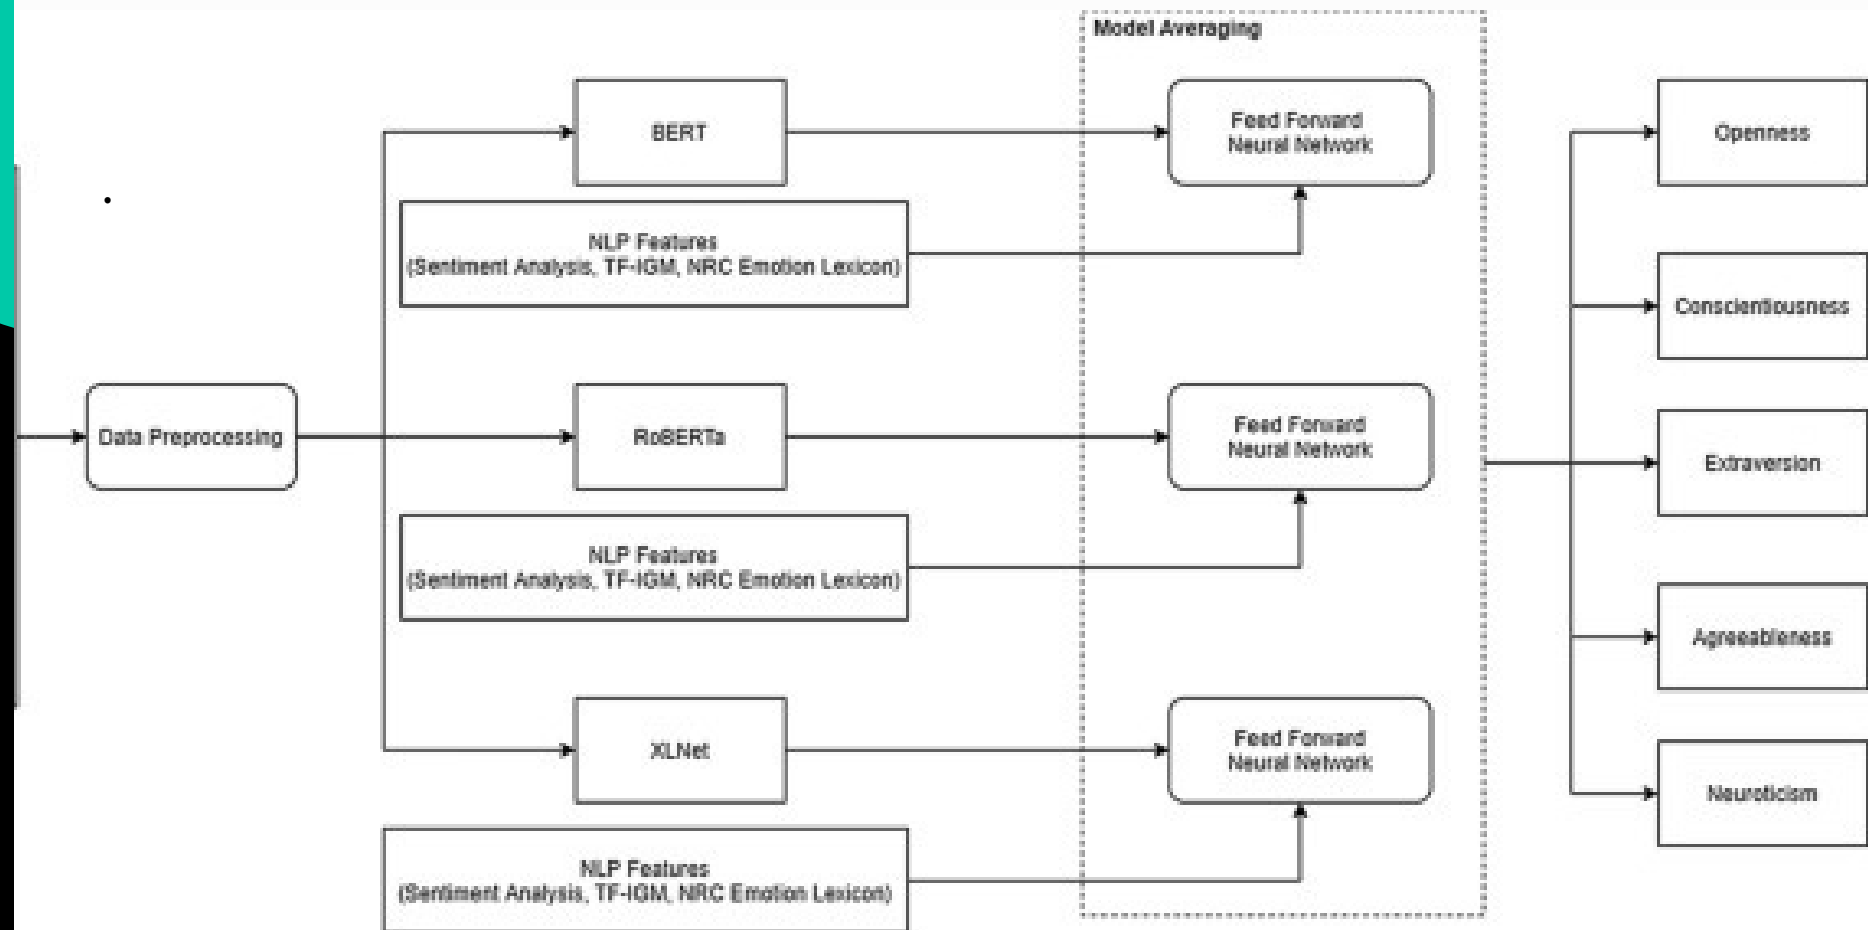 Model Averaging
BERT
Feed Forward
Neural Network
Openness
NLP Features
(Sentiment Analysis, TF-IGM, NRC Emotion Lexicon)
Conscientiousness
Data Preprocessing
RoBERTa
Feed Forward
Neural Network
Extraversion
NLP Features
(Sentiment Analysis, TF-IGM, NRC Emotion Lexicon)
Agreeableness
XLNet
Feed Forward
Neural Network
Neuroticism
NLP Features
(Sentiment Analysis, TF-IGM, NRC Emotion Lexicon)